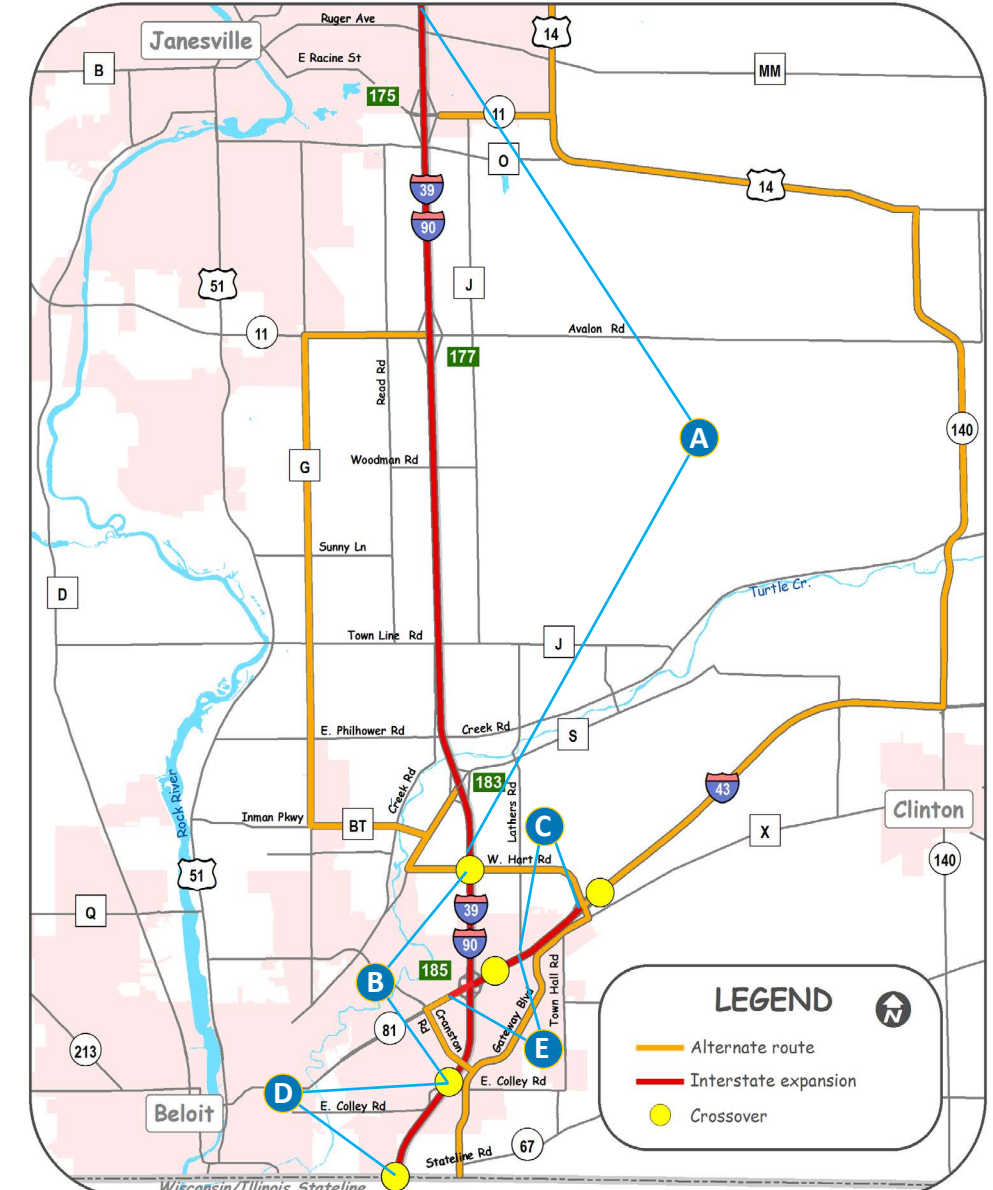 Ruger Ave
14
Janesville
E Racine St
B
MM
175
11
O
39
14
90
51
J
11
Avalon Rd
177
Read Rd
140
A
Woodman Rd
G
Sunny Ln
Turtle Cr.
D
Town Line Rd
J
E. Philhower Rd
Creek Rd
S
183
43
Creek Rd
Rock River
Lathers Rd
Inman Pkwy
BT
C
X
Clinton
W. Hart Rd
140
51
Q
39
90
185
B
Town Hall Rd
Gateway Blvd
LEGEND
N
81
Cranston
Rd
E
213
Alternate route
E. Colley Rd
Interstate expansion
D
Beloit
E. Colley Rd
Crossover
67
Stateline Rd
Wisconsin/Illinois Stateline